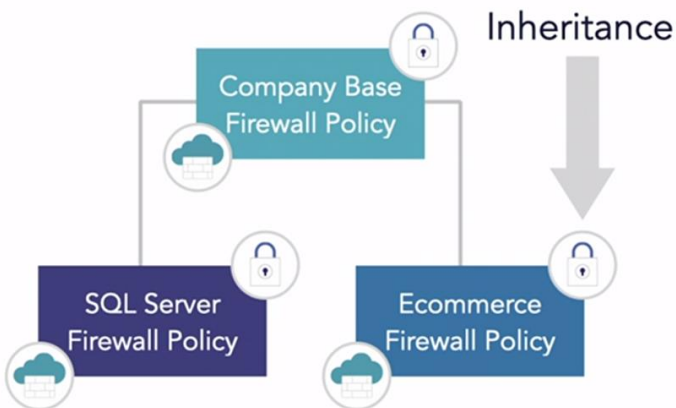 Inheritance
Company Base
Firewall Policy
SQL Server
Firewall Policy
Ecommerce
Firewall Policy